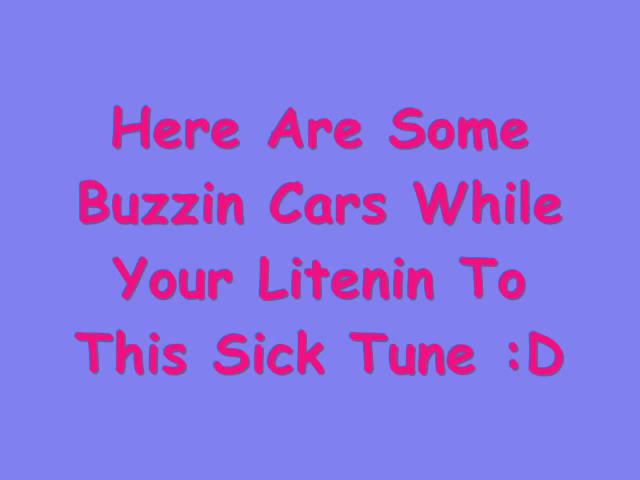 Here Are Some
Buzzin Cars While
Your Litenin To
This Sick Tune :D